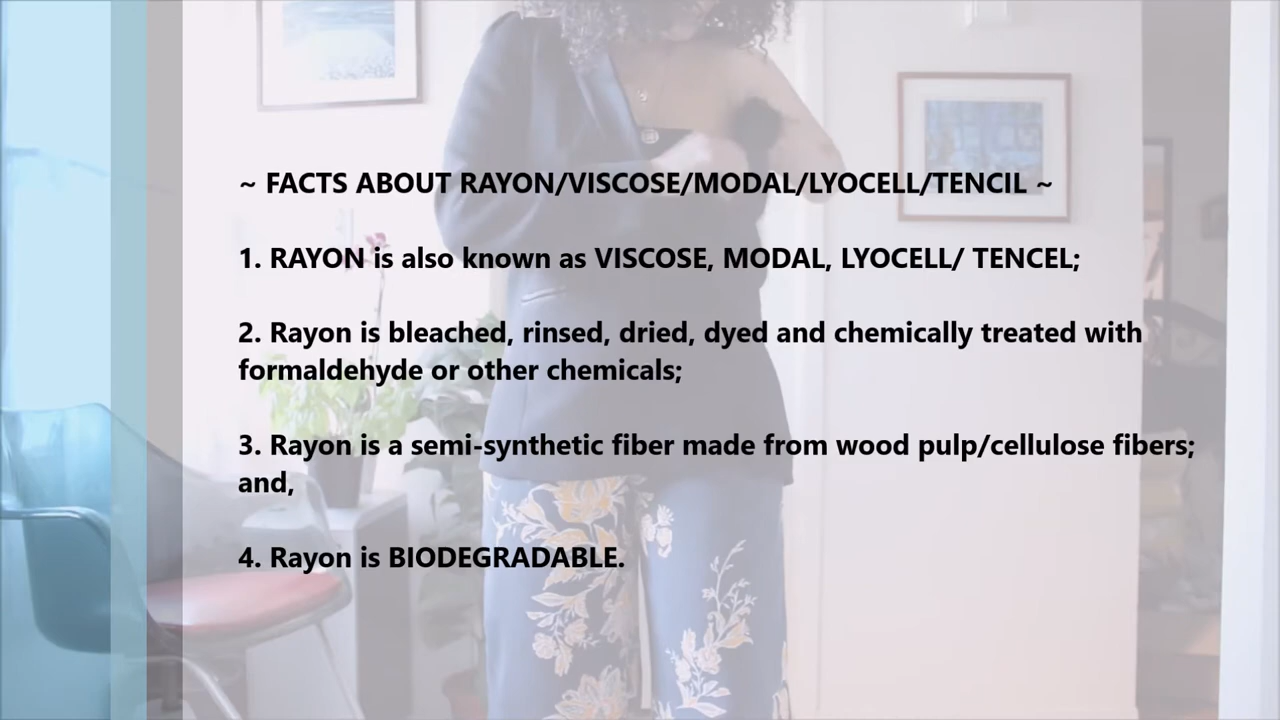 ~ FACTS ABOUT RAYON/VISCOSE/MODAL/LYOCELL/TENCIL ~
1. RAYON is also known as VISCOSE, MODAL, LYOCELL/ TENCEL;
2. Rayon is bleached, rinsed, dried, dyed and chemically treated with
formaldehyde or other chemicals;
3. Rayon is a semi-synthetic fiber made from wood pulp/cellulose fibers;
and,
4. Rayon is BIODEGRADABLE.